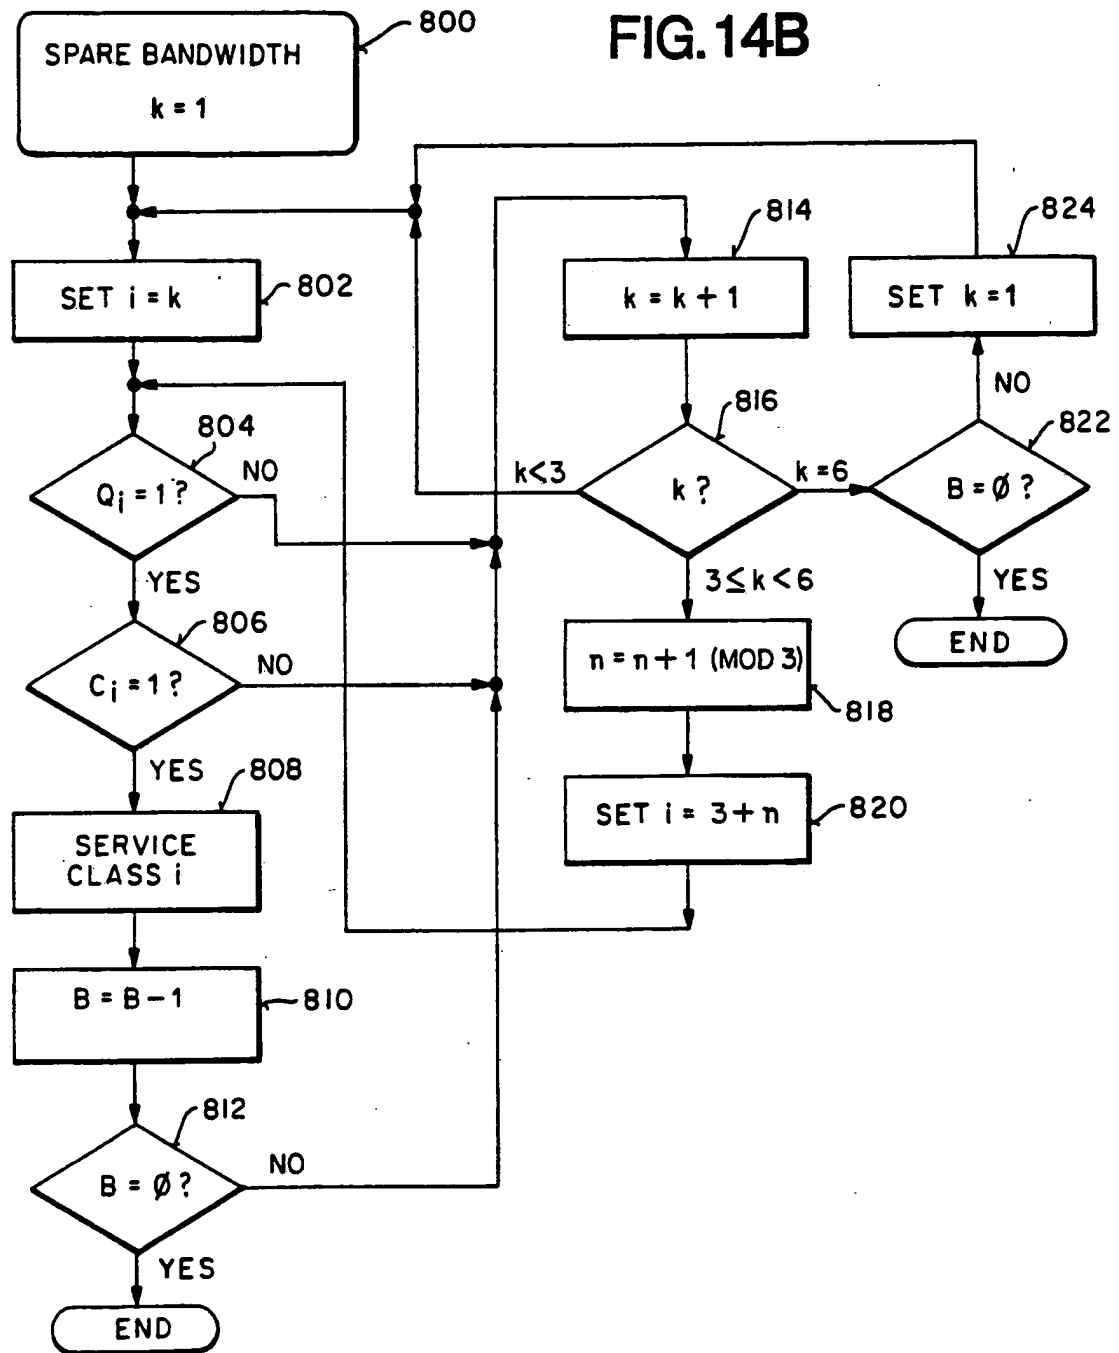 FIG. 14B
SPARE BANDWIDTH
k = 1
800
SET i = k
802
Qi = 1 ?
804
NO
YES
Ci = 1 ?
806
NO
YES
SERVICE
CLASS i
808
B = B − 1
810
B = Ø ?
812
NO
YES
END
k = k + 1
814
k ?
816
k < 3
k = 6
3 ≤ k < 6
n = n + 1 (MOD 3)
818
SET i = 3 + n
820
B = Ø ?
822
NO
YES
END
SET k = 1
824